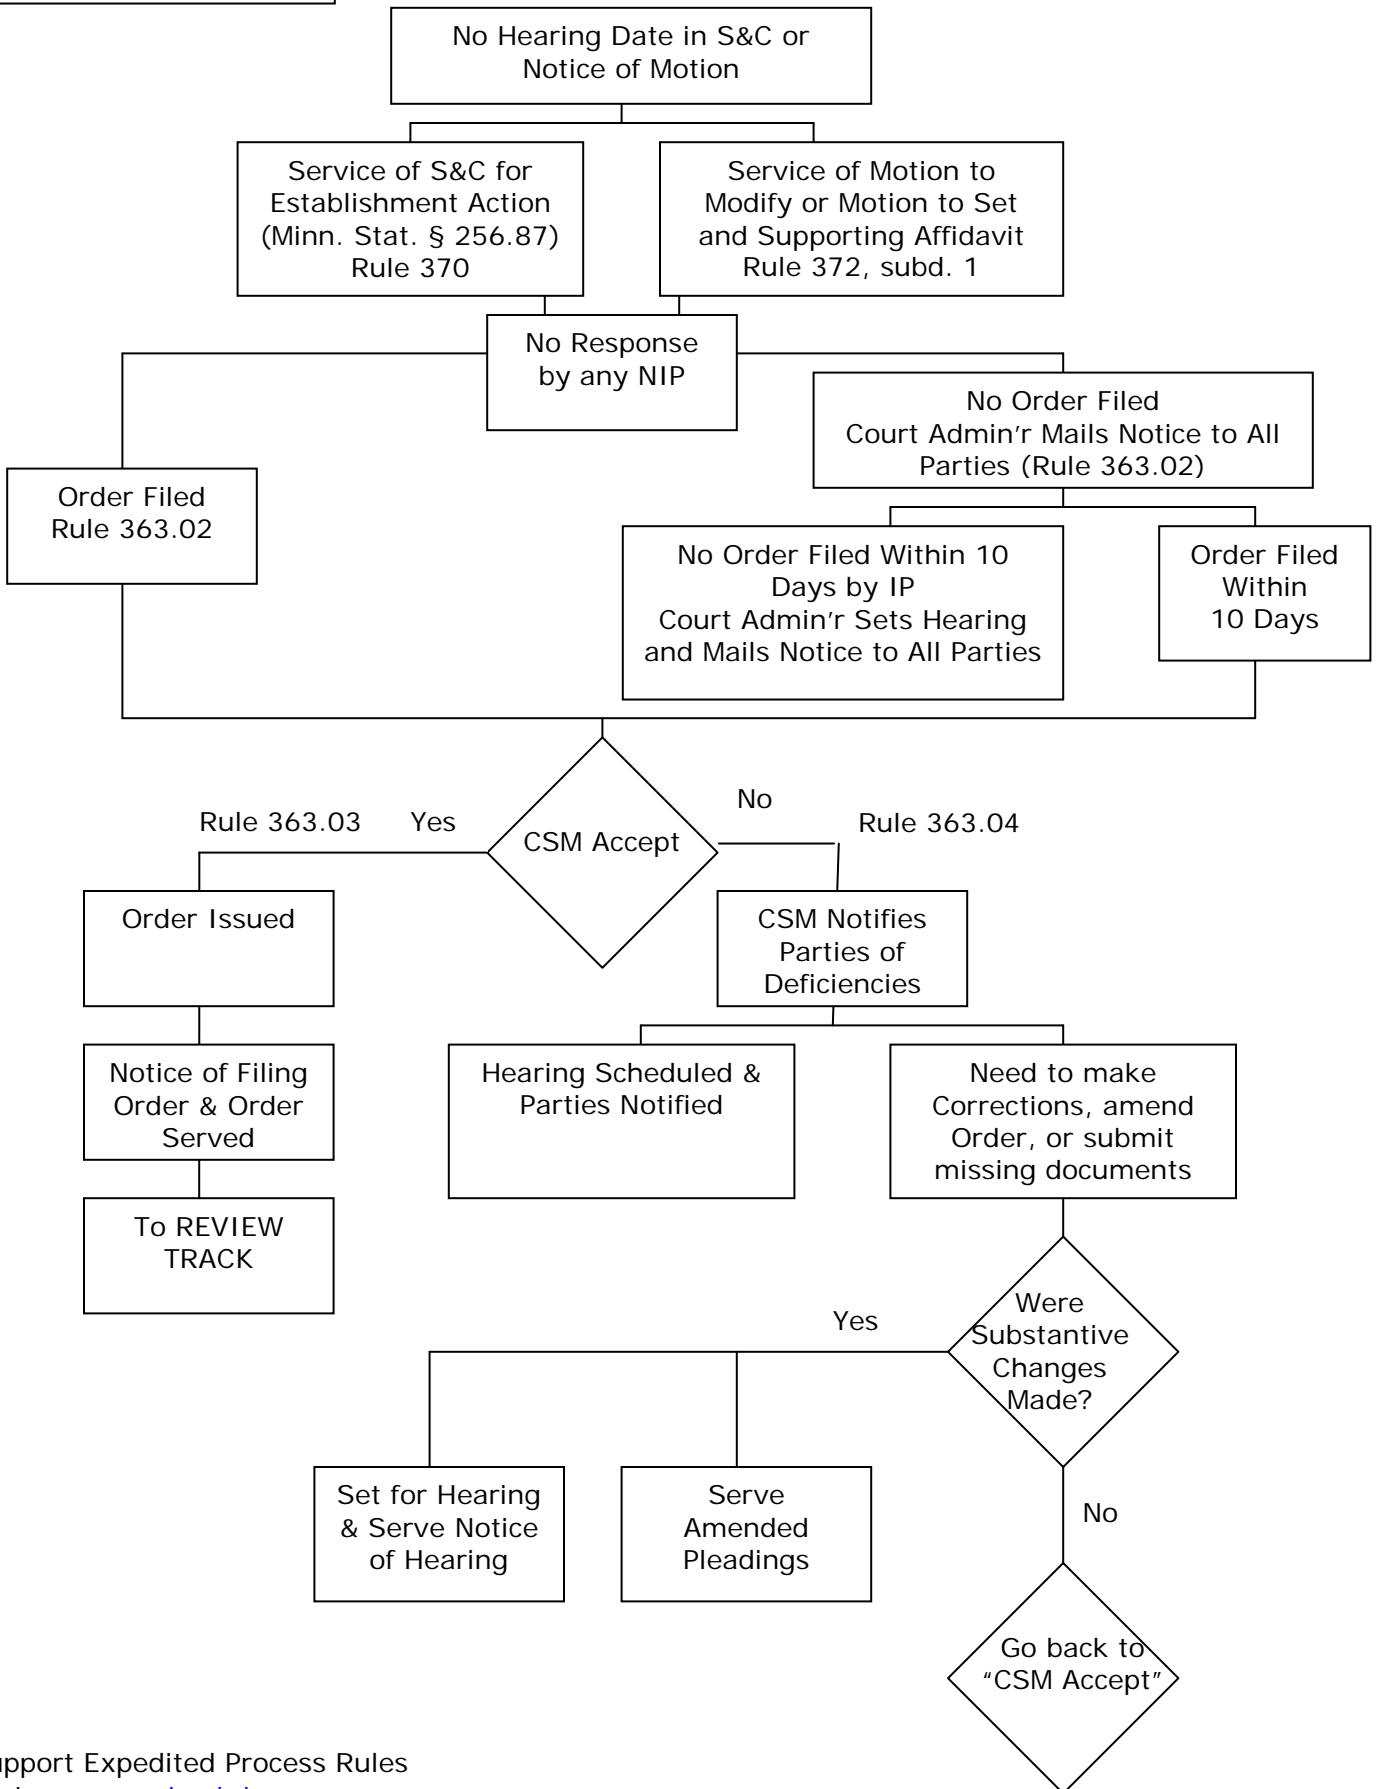 No Hearing Date in S&C or
Notice of Motion
Service of S&C for
Establishment Action
(Minn. Stat. § 256.87)
Rule 370
Service of Motion to
Modify or Motion to Set
and Supporting Affidavit
Rule 372, subd. 1
No Response
by any NIP
No Order Filed
Court Admin’r Mails Notice to All
Parties (Rule 363.02)
Order Filed
Rule 363.02
No Order Filed Within 10
Days by IP
Court Admin’r Sets Hearing
and Mails Notice to All Parties
Order Filed
Within
10 Days
Rule 363.03
Yes
CSM Accept
No
Rule 363.04
Order Issued
CSM Notifies
Parties of
Deficiencies
Notice of Filing
Order & Order
Served
Hearing Scheduled &
Parties Notified
Need to make
Corrections, amend
Order, or submit
missing documents
To REVIEW
TRACK
Yes
Were
Substantive
Changes
Made?
Set for Hearing
& Serve Notice
of Hearing
Serve
Amended
Pleadings
No
Go back to
“CSM Accept”
pport Expedited Process Rules